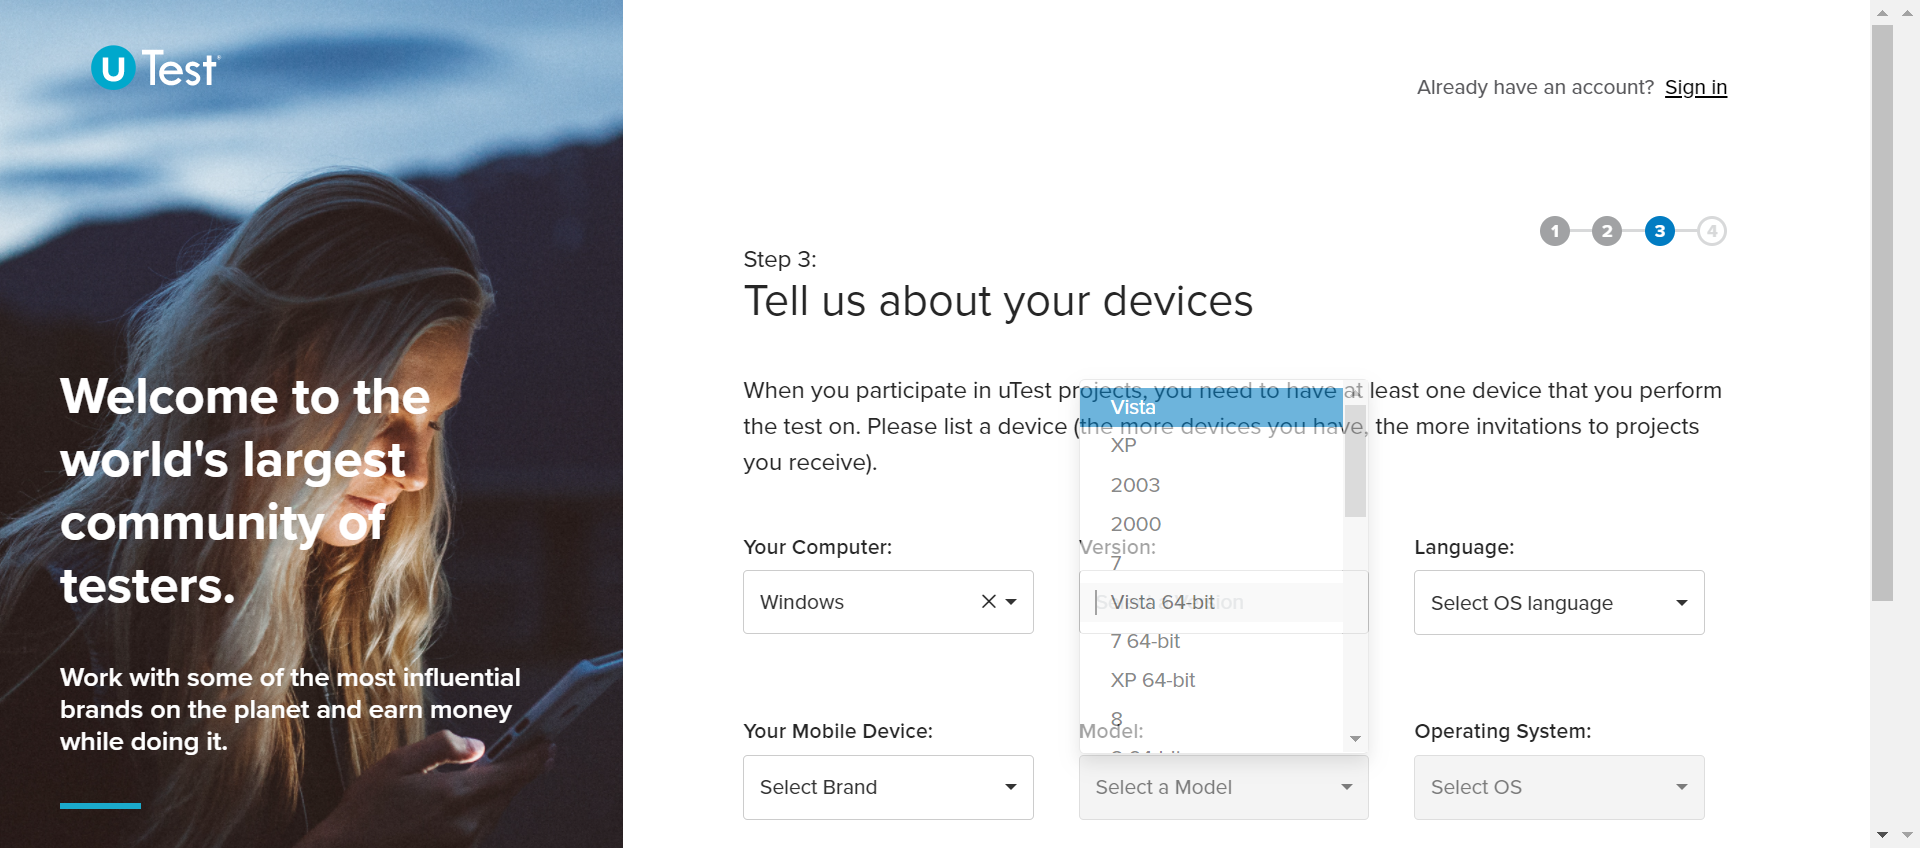 u Test
Already have an account? Sign in
1 2 3 4
Step 3:
Tell us about your devices
Welcome to the
world's largest
community of
testers.
Work with some of the most influential
brands on the planet and earn money
while doing it.
When you participate in uTest projects, you need to have at least one device that you perform
the test on. Please list a device (the more devices you have, the more invitations to projects
you receive).
Vista
XP
2003
2000
7
Vista 64-bit
7 64-bit
XP 64-bit
8
Your Computer:
Version:
Language:
Windows
Select OS language
Your Mobile Device:
Model:
Operating System:
Select Brand
Select a Model
Select OS